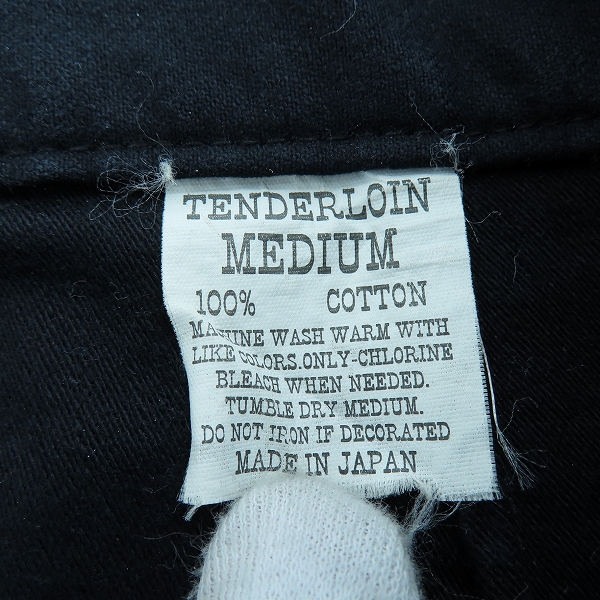 TENDERLOIN
MEDIUM
100% COTTON
MACHINE WASH WARM WITH
LIKE COLORS.ONLY-CHLORINE
BLEACH WHEN NEEDED.
TUMBLE DRY MEDIUM.
DO NOT IRON IF DECORATED
MADE IN JAPAN